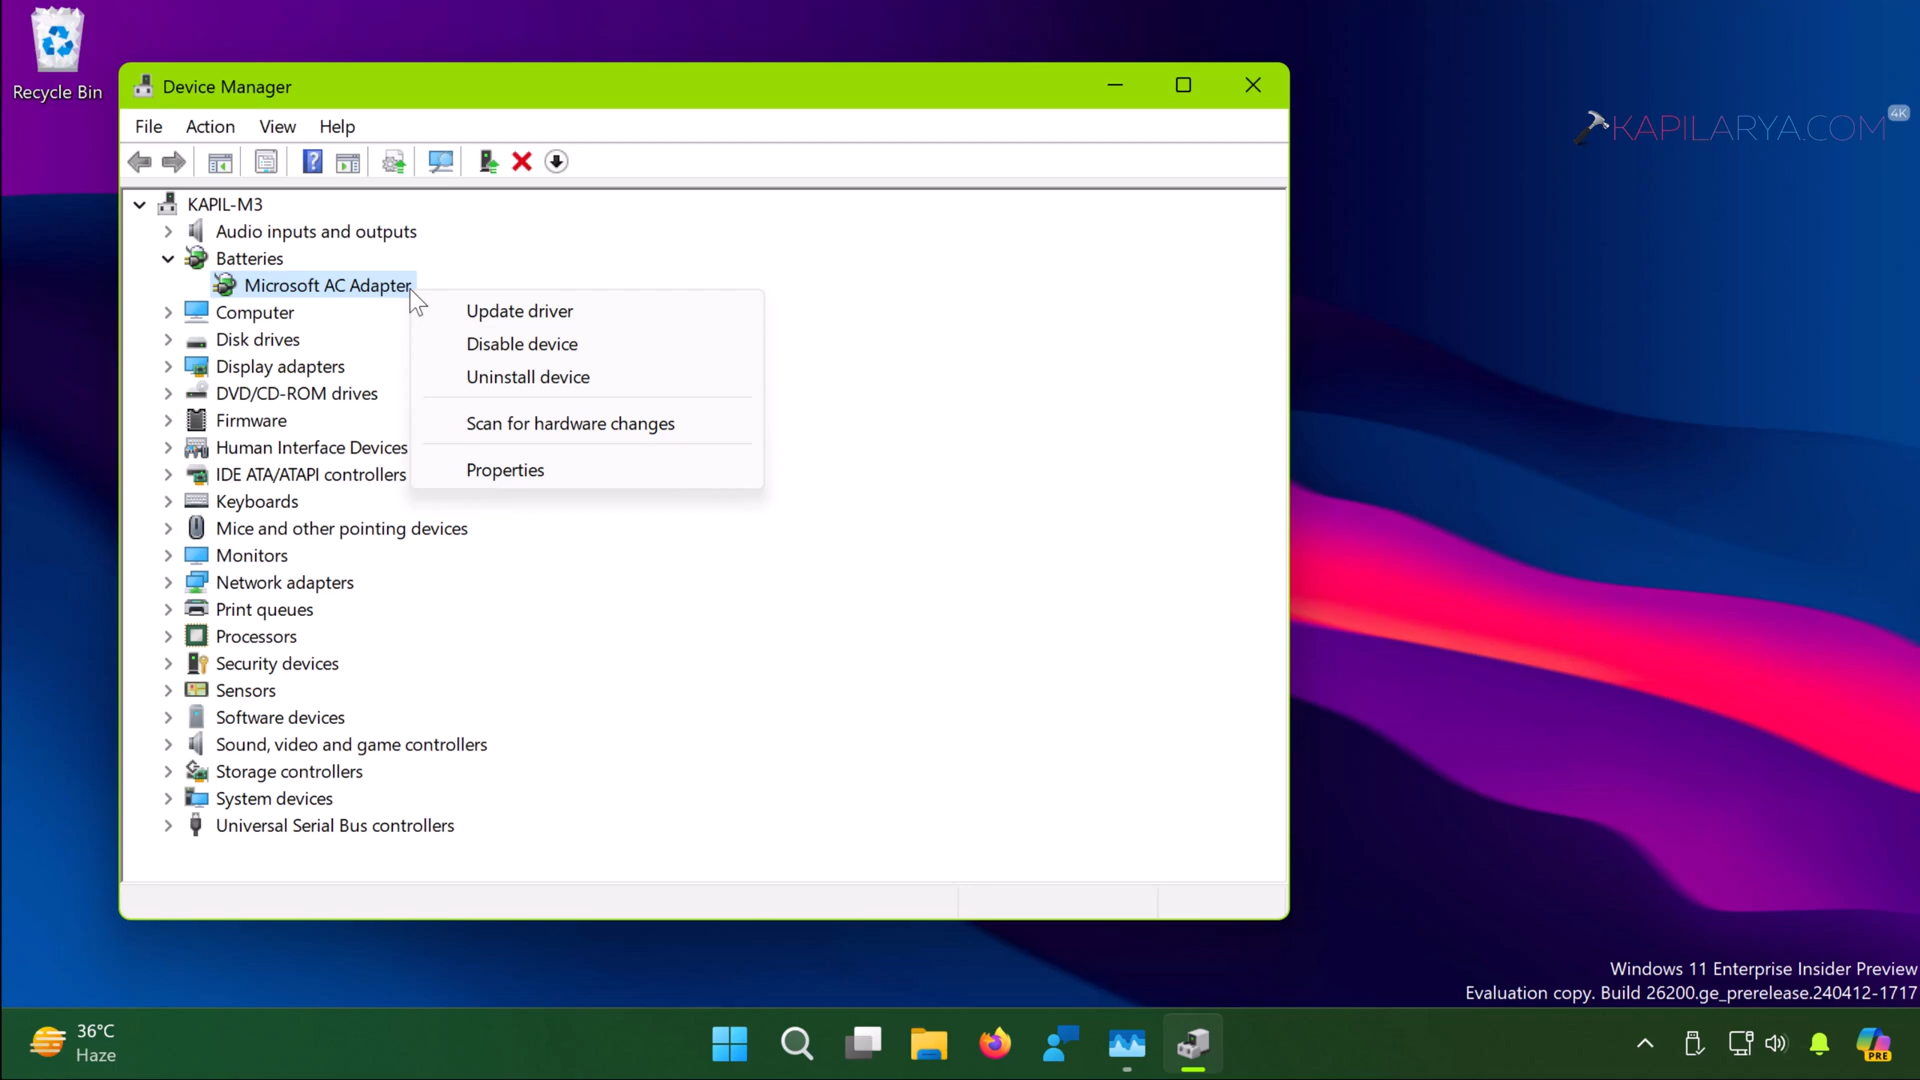 Recycle Bin
Device Manager
KAPILARYA.COM
4K
File Action View Help
?
KAPIL-M3
Audio inputs and outputs
Batteries
Microsoft AC Adapter
Computer
Disk drives
Display adapters
DVD/CD-ROM drives
Firmware
Human Interface Devices
IDE ATA/ATAPI controllers
Keyboards
Mice and other pointing devices
Monitors
Network adapters
Print queues
Processors
Security devices
Sensors
Software devices
Sound, video and game controllers
Storage controllers
System devices
Universal Serial Bus controllers
Update driver
Disable device
Uninstall device
Scan for hardware changes
Properties
Windows 11 Enterprise Insider Preview
Evaluation copy. Build 26200.ge_prerelease.240412-1717
36°C
Haze
PRE